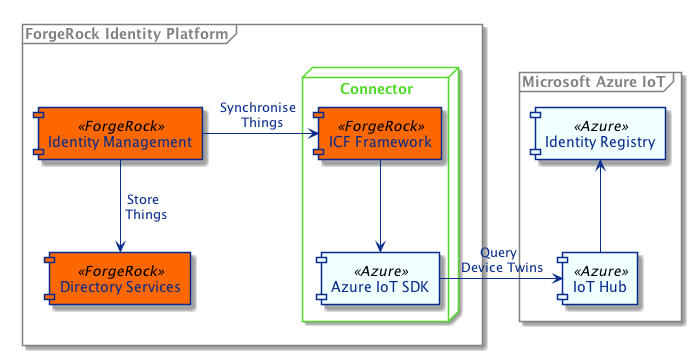 ForgeRock Identity Platform
Connector
Microsoft Azure IoT
Synchronise
Things
«ForgeRock»
Identity Management
«ForgeRock»
ICF Framework
«Azure»
Identity Registry
Store
Things
Query
Device Twins
«ForgeRock»
Directory Services
«Azure»
Azure IoT SDK
«Azure»
IoT Hub